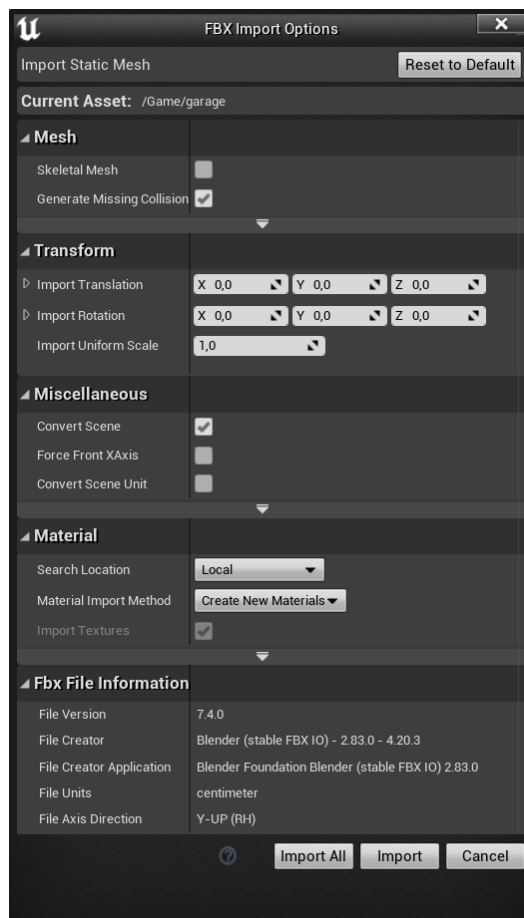 FBX Import Options
Import Static Mesh Reset to Default
Current Asset: /Game/garage
Mesh
Skeletal Mesh
Generate Missing Collision
Transform
Import Translation X 0,0 Y 0,0 Z 0,0
Import Rotation X 0,0 Y 0,0 Z 0,0
Import Uniform Scale 1,0
Miscellaneous
Convert Scene
Force Front XAxis
Convert Scene Unit
Material
Search Location Local
Material Import Method Create New Materials
Import Textures
Fbx File Information
File Version 7.4.0
File Creator Blender (stable FBX IO) - 2.83.0 - 4.20.3
File Creator Application Blender Foundation Blender (stable FBX IO) 2.83.0
File Units centimeter
File Axis Direction Y-UP (RH)
Import All Import Cancel